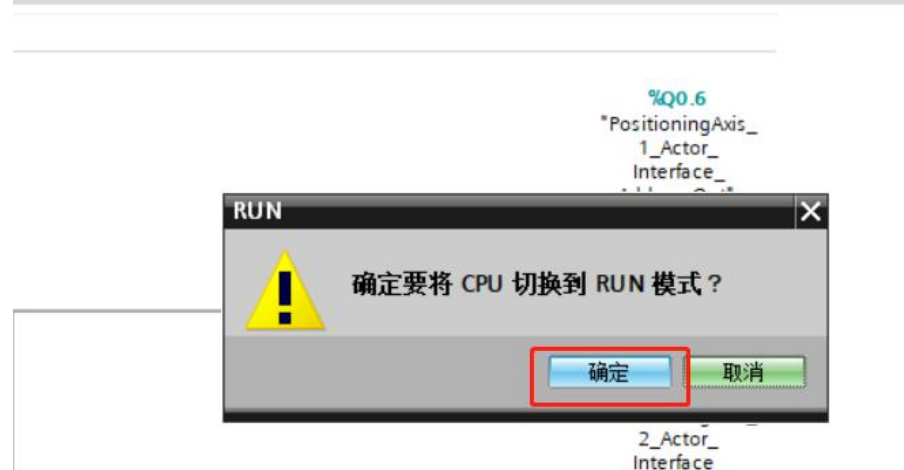 %Q0.6
"PositioningAxis_
1_Actor_
Interface_
RUN
确定要将 CPU 切换到 RUN 模式？
确定
取消
2_Actor_
Interface